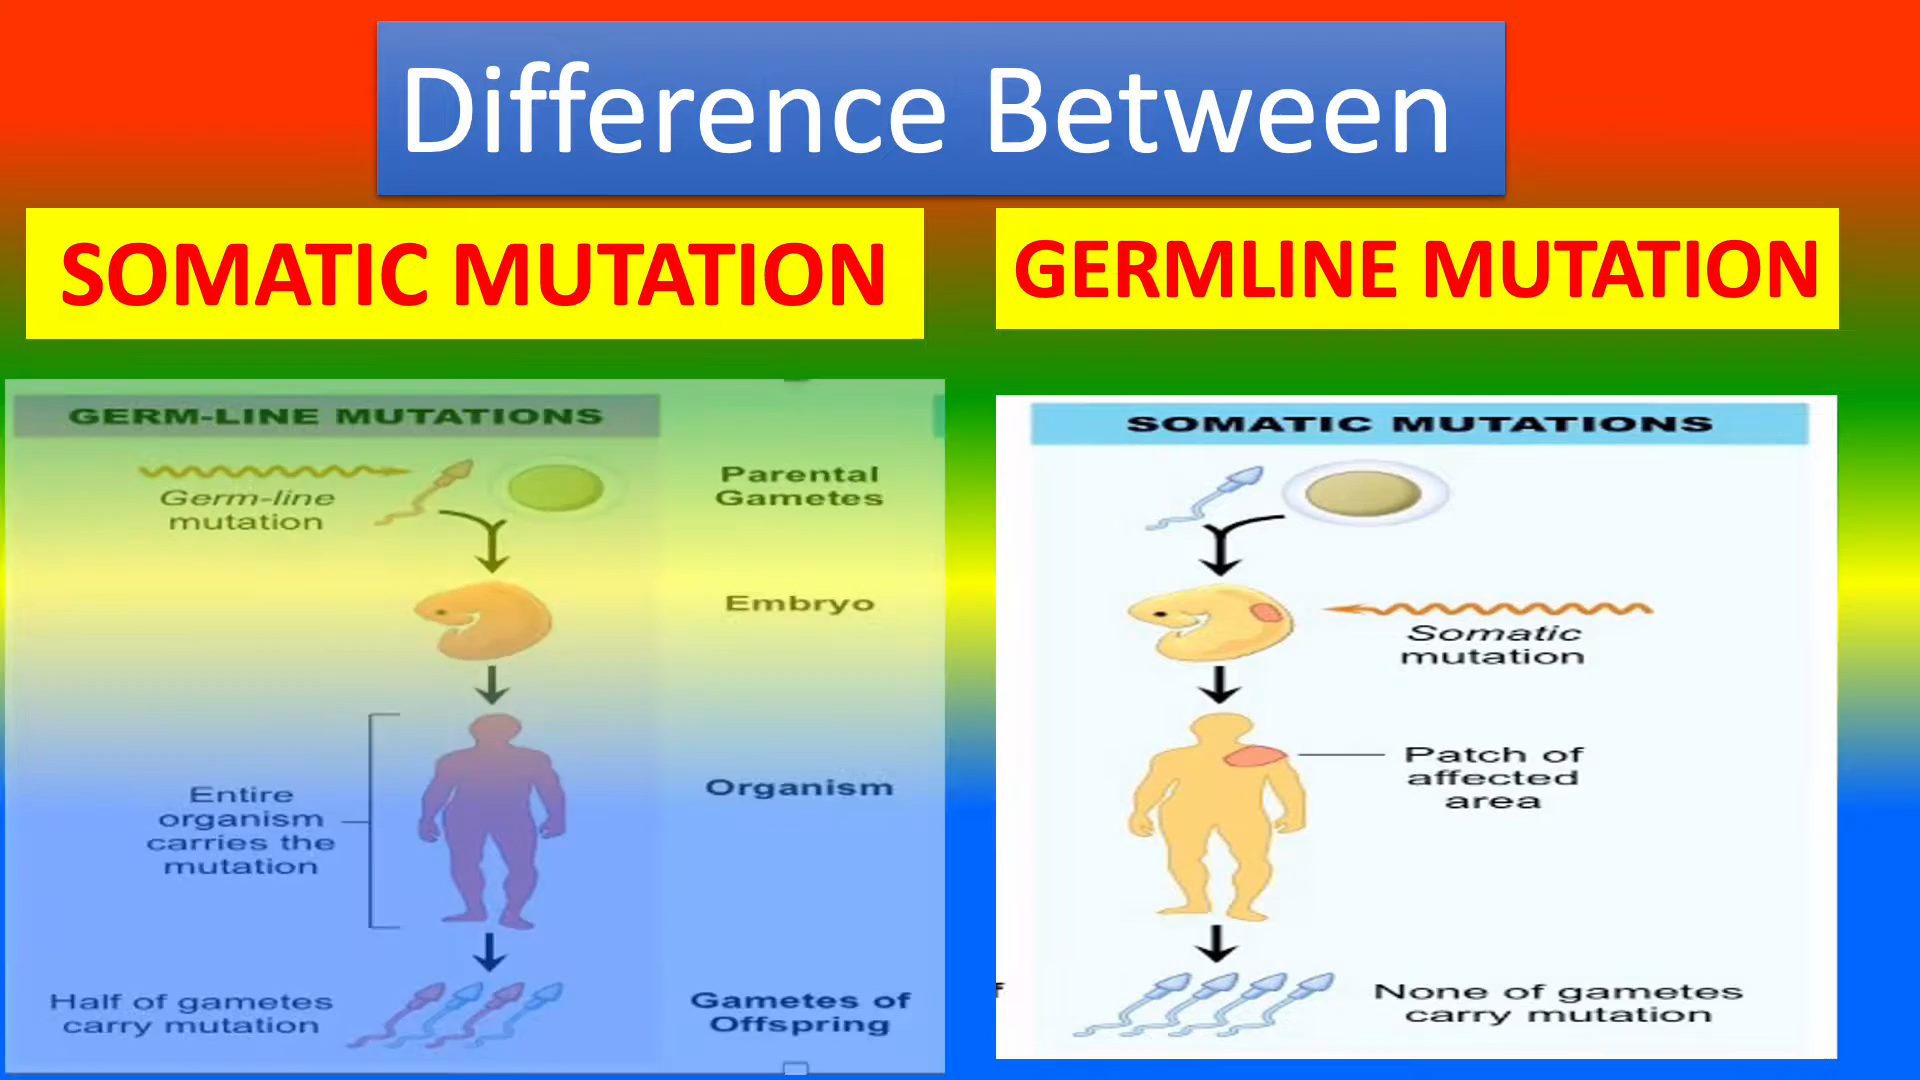 Difference Between
SOMATIC MUTATION
GERMLINE MUTATION
GERM-LINE MUTATIONS
Germ-line
mutation
Parental
Gametes
Embryo
Entire
organism
carries the
mutation
Organism
Half of gametes
carry mutation
Gametes of
Offspring
SOMATIC MUTATIONS
Somatic
mutation
Patch of
affected
area
f
None of gametes
carry mutation